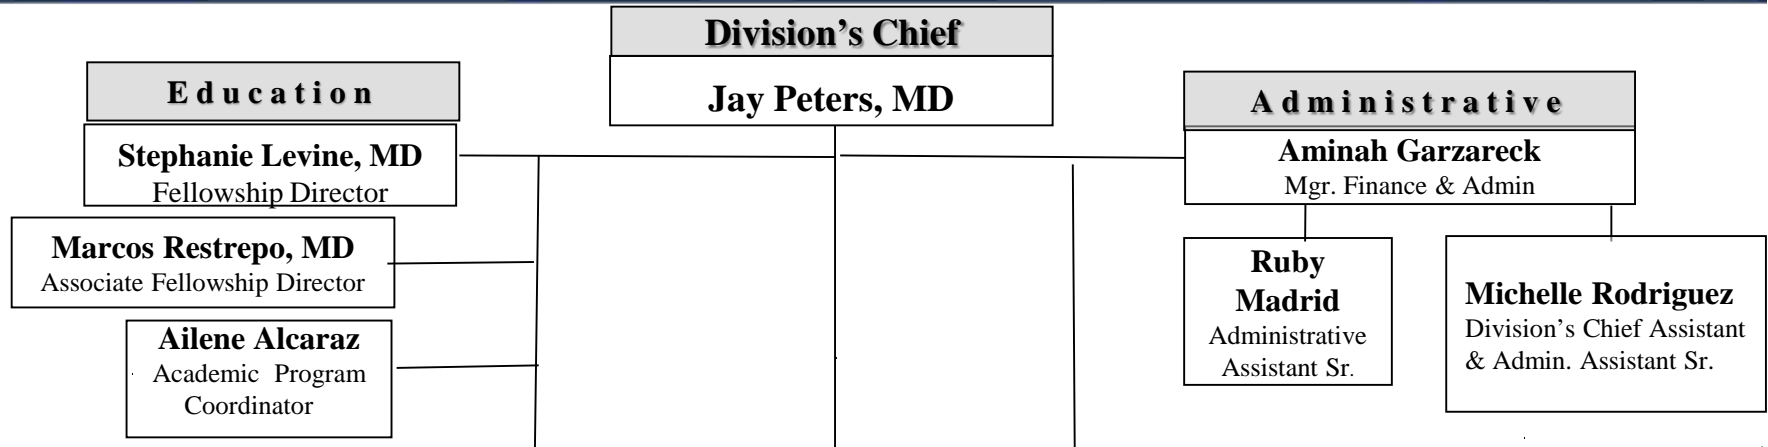 Division's Chief
Jay Peters, MD
Education
Stephanie Levine, MD
Fellowship Director
Marcos Restrepo, MD
Associate Fellowship Director
Ailene Alcaraz
Academic Program
Coordinator
Administrative
Aminah Garzareck
Mgr. Finance & Admin
Ruby
Madrid
Administrative
Assistant Sr.
Michelle Rodriguez
Division's Chief Assistant
& Admin. Assistant Sr.